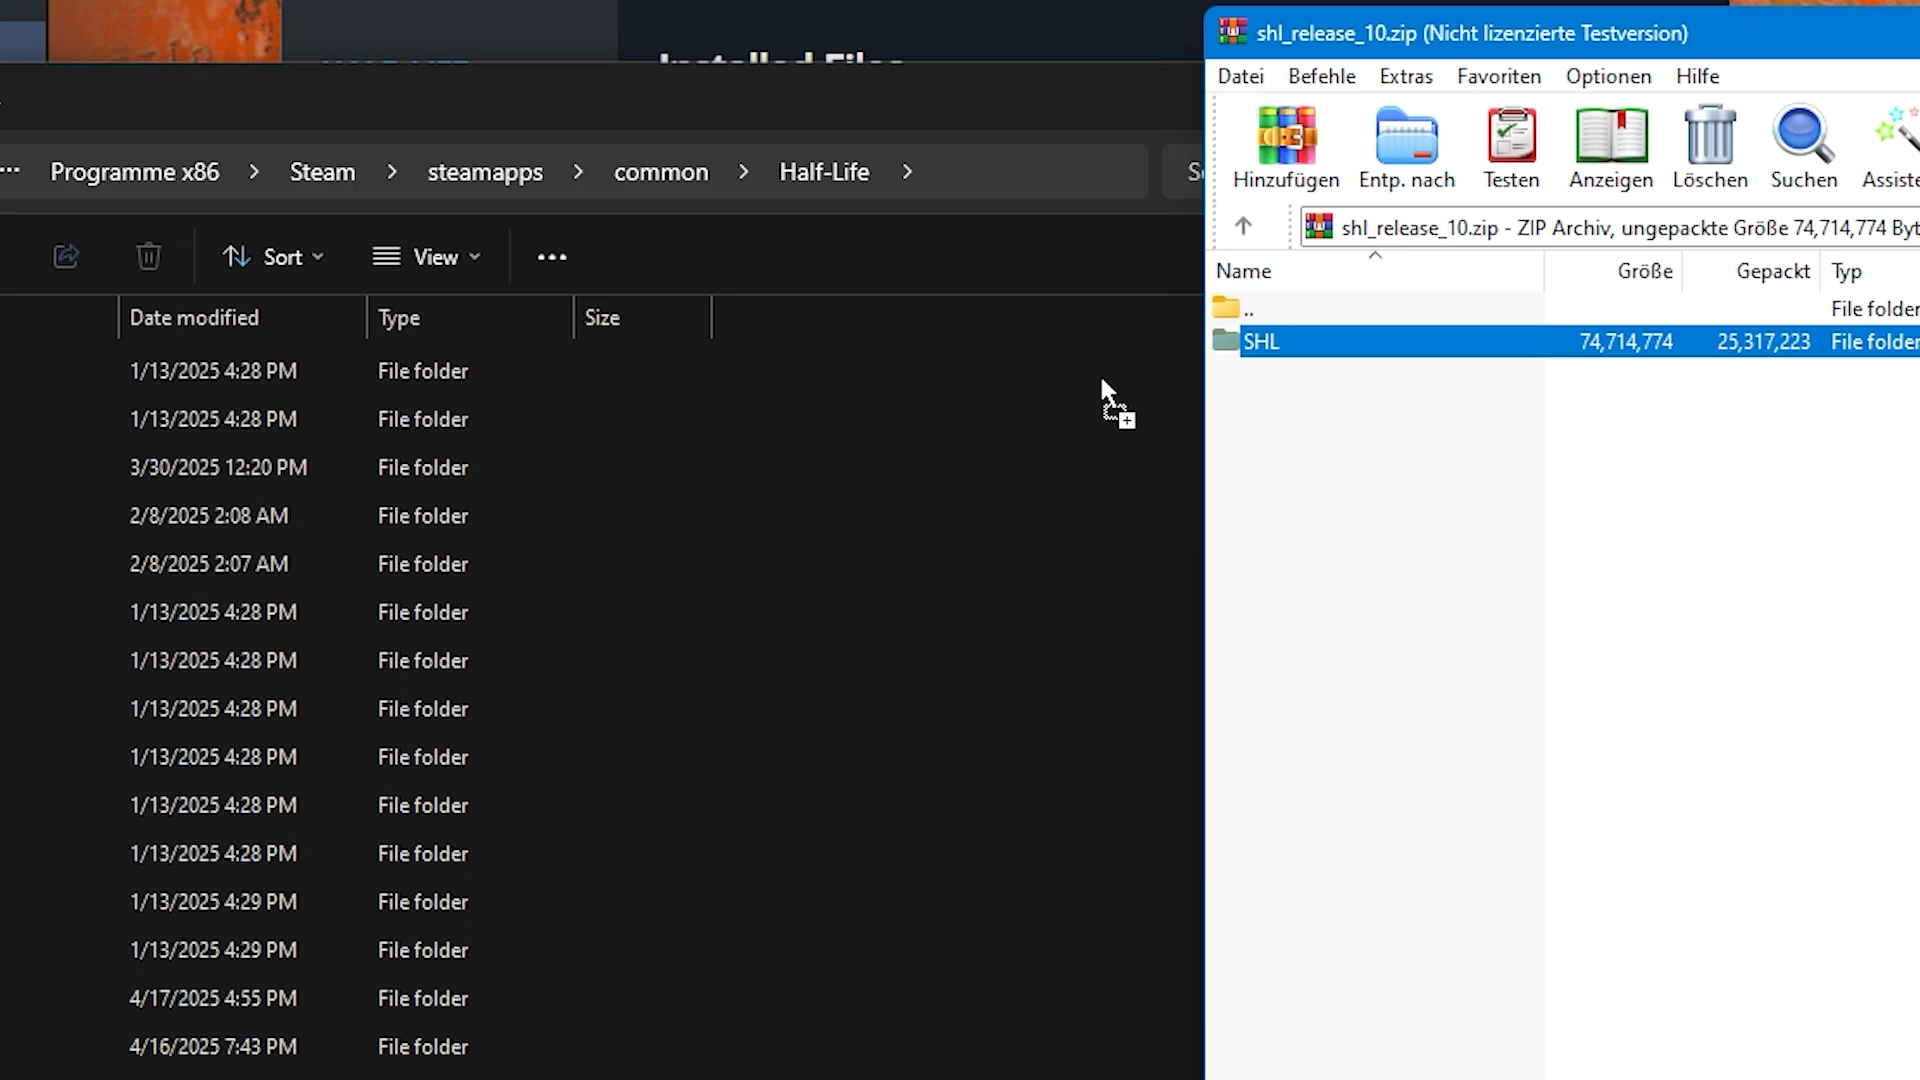 Installed Files
Programme x86 > Steam > steamapps > common > Half-Life >
Sort
View
Date modified Type Size
1/13/2025 4:28 PM File folder
1/13/2025 4:28 PM File folder
3/30/2025 12:20 PM File folder
2/8/2025 2:08 AM File folder
2/8/2025 2:07 AM File folder
1/13/2025 4:28 PM File folder
1/13/2025 4:28 PM File folder
1/13/2025 4:28 PM File folder
1/13/2025 4:28 PM File folder
1/13/2025 4:28 PM File folder
1/13/2025 4:28 PM File folder
1/13/2025 4:29 PM File folder
1/13/2025 4:29 PM File folder
4/17/2025 4:55 PM File folder
4/16/2025 7:43 PM File folder
shl_release_10.zip (Nicht lizenzierte Testversion)
Datei Befehle Extras Favoriten Optionen Hilfe
Hinzufügen Entp. nach Testen Anzeigen Löschen Suchen Assiste
shl_release_10.zip - ZIP Archiv, ungepackte Größe 74,714,774 Byt
Name Größe Gepackt Typ
.. File folder
SHL 74,714,774 25,317,223 File folder